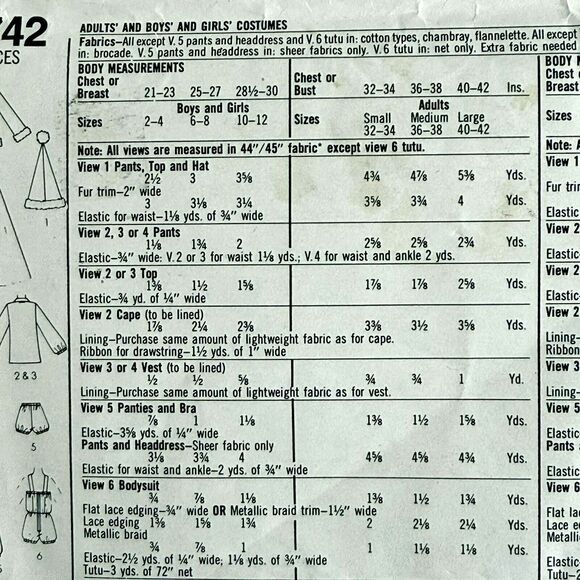 742
CES
ADULTS' AND BOYS' AND GIRLS' COSTUMES
Fabrics—All except V. 5 pants and headdress and V. 6 tutu in: cotton types, chambray, flannelette. All except
in: brocade. V. 5 pants and headdress in: sheer fabrics only. V. 6 tutu in: net only. Extra fabric needed
BODY MEASUREMENTS
Chest or Breast 21–23 25–27 28½–30 Chest or Bust 32–34 36–38 40–42 Ins.
Boys and Girls Adults
Sizes 2–4 6–8 10–12 Sizes Small 32–34 Medium 36–38 Large 40–42
Note: All views are measured in 44"/45" fabric* except view 6 tutu.
View 1 Pants, Top and Hat
2½ 3 3⅝ 4¾ 4⅞ 5⅜ Yds.
Fur trim–2" wide
3 3⅛ 3¼ 3⅝ 3¾ 4 Yds.
Elastic for waist–1⅛ yds. of ¾" wide
View 2, 3 or 4 Pants
1⅛ 1¾ 2 2⅝ 2⅝ 2¾ Yds.
Elastic–¾" wide: V. 2 or 3 for waist 1⅛ yds.; V. 4 for waist and ankle 2 yds.
View 2 or 3 Top
1⅜ 1½ 1⅝ 1⅞ 1⅞ 2⅝ Yds.
Elastic–¾ yd. of ¼" wide
View 2 Cape (to be lined)
1⅞ 2¼ 2⅜ 3⅜ 3½ 3⅝ Yds.
Lining–Purchase same amount of lightweight fabric as for cape.
Ribbon for drawstring–1½ yds. of 1" wide
View 3 or 4 Vest (to be lined)
½ ½ ⅝ ¾ ¾ 1 Yd.
Lining–Purchase same amount of lightweight fabric as for vest.
View 5 Panties and Bra
⅞ 1 1⅛ 1⅜ 1½ 1⅝ Yds.
Elastic–3⅝ yds. of ¼" wide
Pants and Headdress–Sheer fabric only
3⅛ 3¾ 4 4⅝ 4⅝ 4¾ Yds.
Elastic for waist and ankle–2 yds. of ¾" wide
View 6 Bodysuit
¾ ⅞ 1⅛ 1⅜ 1½ 1¾ Yds.
Flat lace edging–¾" wide OR Metallic braid trim–1½" wide
Lace edging 1⅜ 1⅝ 1¾ 2 2⅛ 2¼ Yds.
Metallic braid
¾ ⅞ 1 1 1⅛ 1⅛ Yds.
Elastic–2½ yds. of ¼" wide; 1⅛ yds. of ¾" wide
Tutu–3 yds. of 72" net
1
2 & 3
5
6
BODY M
Chest o
Breast
Sizes
Note: A
View 1
Fur trim
Elastic
View 2
Elastic-
View 2
Elastic-
View 2
Lining-
Ribbon
View 3
Lining-
View 5
Elastic-
Pants a
Elastic
View 6
Flat lac
Lace ed
Metallic
Elastic-
Tutu-